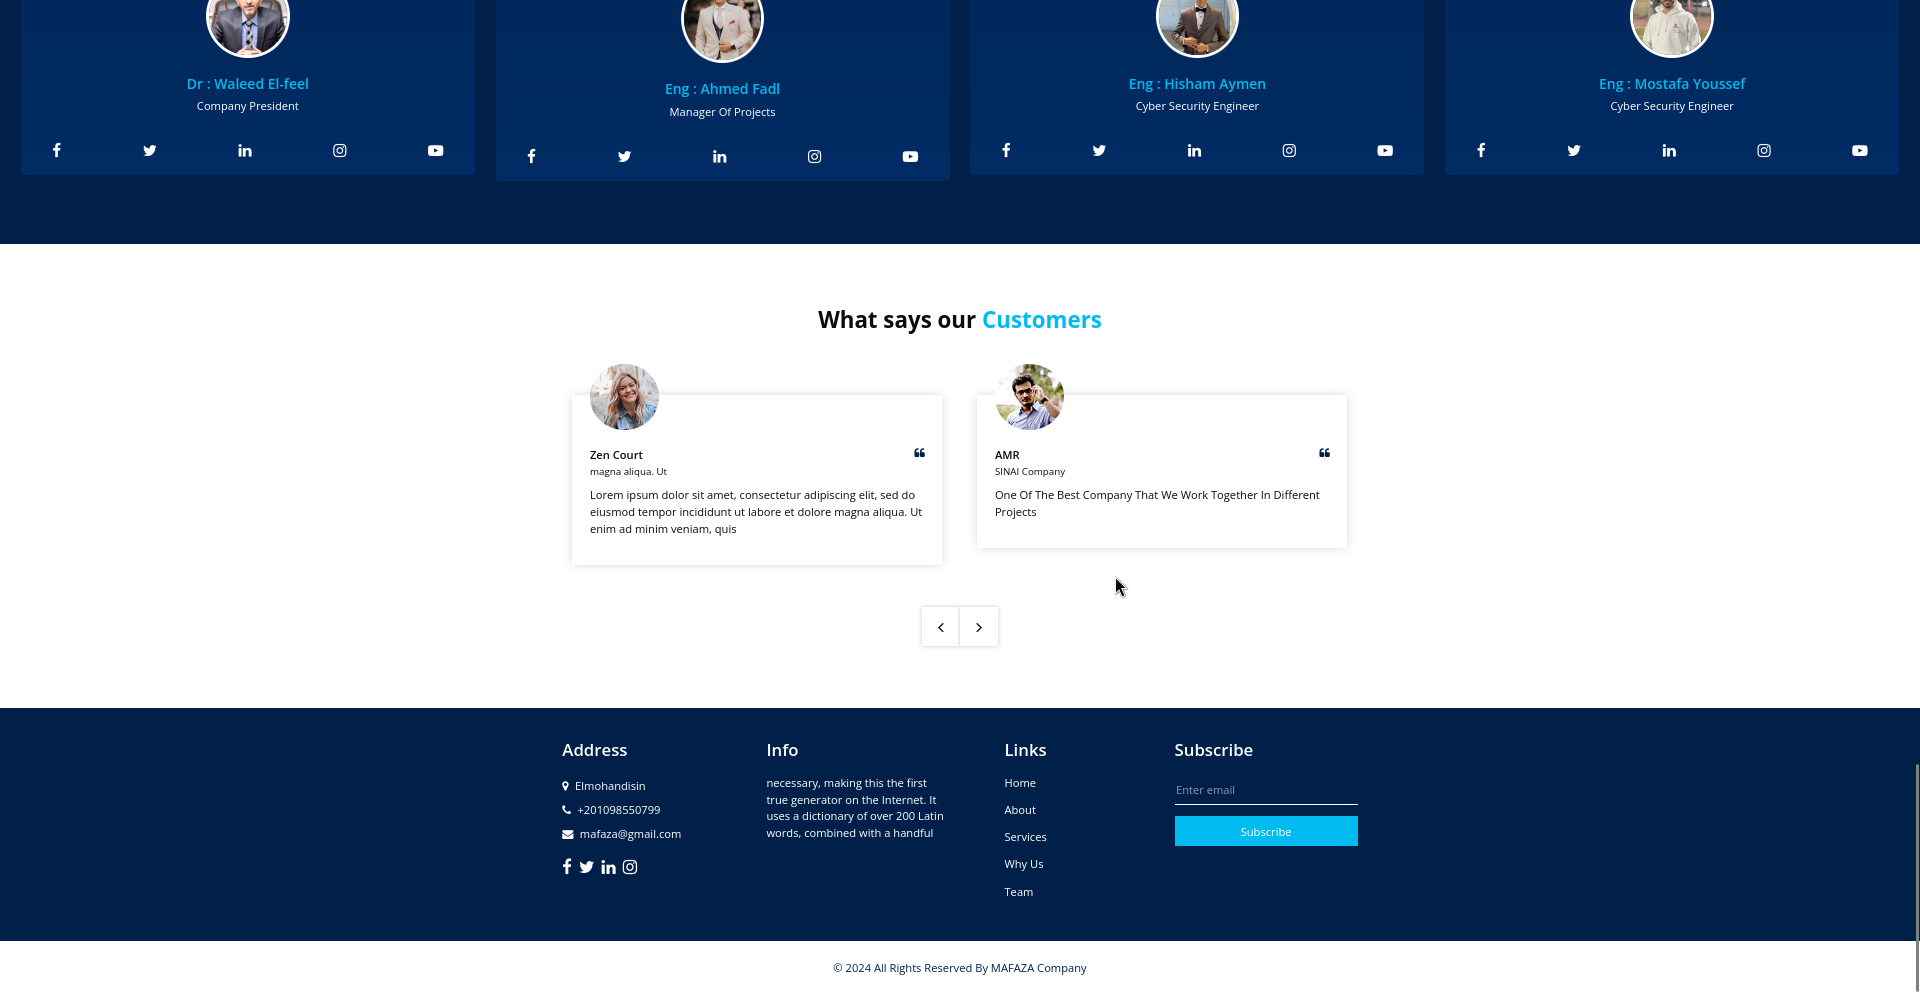 Dr : Waleed El-feel
Company President
Eng : Ahmed Fadl
Manager Of Projects
Eng : Hisham Aymen
Cyber Security Engineer
Eng : Mostafa Youssef
Cyber Security Engineer
What says our Customers
Zen Court
magna aliqua. Ut
Lorem ipsum dolor sit amet, consectetur adipiscing elit, sed do
eiusmod tempor incididunt ut labore et dolore magna aliqua. Ut
enim ad minim veniam, quis
AMR
SINAI Company
One Of The Best Company That We Work Together In Different
Projects
Address
Elmohandisin
+201098550799
mafaza@gmail.com
Info
necessary, making this the first
true generator on the Internet. It
uses a dictionary of over 200 Latin
words, combined with a handful
Links
Home
About
Services
Why Us
Team
Subscribe
Enter email
Subscribe
© 2024 All Rights Reserved By MAFAZA Company